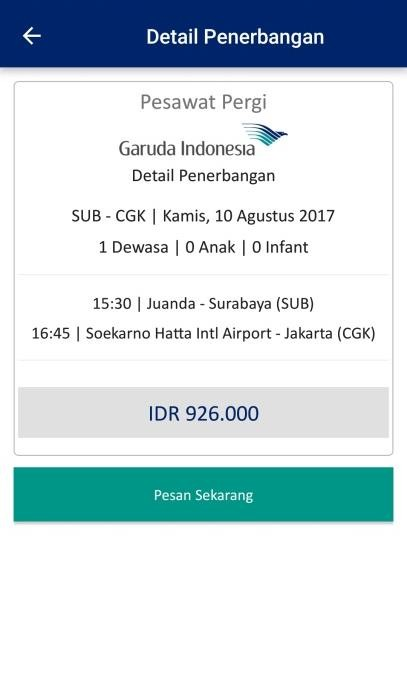 Detail Penerbangan
Pesawat Pergi
Garuda Indonesia
Detail Penerbangan
SUB - CGK | Kamis, 10 Agustus 2017
1 Dewasa | 0 Anak | 0 Infant
15:30 | Juanda - Surabaya (SUB)
16:45 | Soekarno Hatta Intl Airport - Jakarta (CGK)
IDR 926.000
Pesan Sekarang